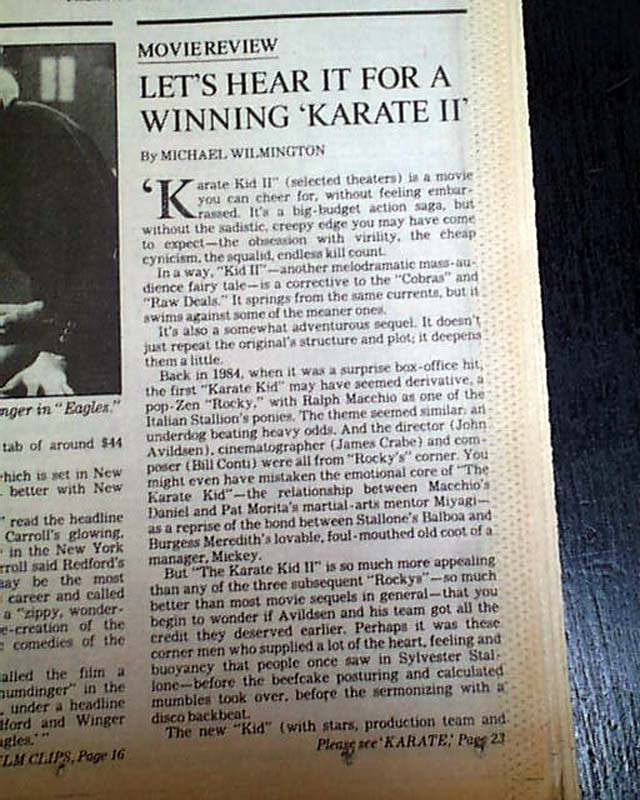 MOVIE REVIEW
LET'S HEAR IT FOR A
WINNING 'KARATE II'
By MICHAEL WILMINGTON
'Karate Kid II" (selected theaters) is a movie
you can cheer for, without feeling embar-
rassed. It's a big-budget action saga, but
without the sadistic, creepy edge you may have come
to expect—the obsession with virility, the cheap
cynicism, the squalid, endless kill count.
In a way, "Kid II"—another melodramatic mass-au-
dience fairy tale—is a corrective to the "Cobras" and
"Raw Deals." It springs from the same currents, but it
swims against some of the meaner ones.
It's also a somewhat adventurous sequel. It doesn't
just repeat the original's structure and plot; it deepens
them a little.
Back in 1984, when it was a surprise box-office hit,
the first "Karate Kid" may have seemed derivative, a
pop-Zen "Rocky," with Ralph Macchio as one of the
Italian Stallion's ponies. The theme seemed similar: an
underdog beating heavy odds. And the director (John
Avildsen), cinematographer (James Crabe) and com-
poser (Bill Conti) were all from "Rocky's" corner. You
might even have mistaken the emotional core of "The
Karate Kid"—the relationship between Macchio's
Daniel and Pat Morita's martial-arts mentor Miyagi—
as a reprise of the bond between Stallone's Balboa and
Burgess Meredith's lovable, foul-mouthed old coot of a
manager, Mickey.
But "The Karate Kid II" is so much more appealing
than any of the three subsequent "Rockys"—so much
better than most movie sequels in general—that you
begin to wonder if Avildsen and his team got all the
credit they deserved earlier. Perhaps it was these
corner men who supplied a lot of the heart, feeling and
buoyancy that people once saw in Sylvester Stal-
lone—before the beefcake posturing and calculated
mumbles took over, before the sermonizing with a
disco backbeat.
The new "Kid" (with stars, production team and
Please see 'KARATE,' Page 23
nger in "Eagles."
tab of around $44
which is set in New
better with New
" read the headline
Carroll's glowing,
in the New York
rroll said Redford's
may be the most
career and called
a "zippy, wonder-
e-creation of the
comedies of the
alled the film a
humdinger" in the
, under a headline
dford and Winger
agles.'"
LM CLIPS, Page 16